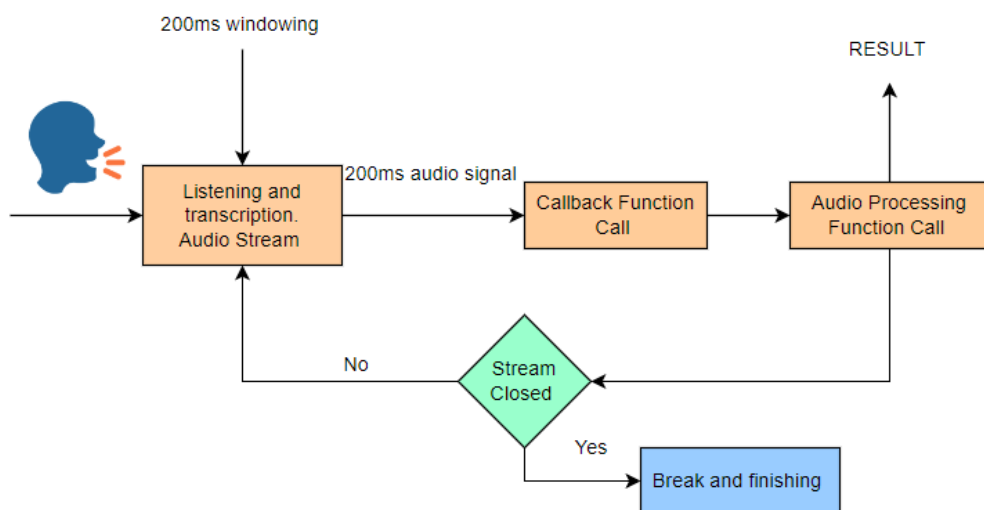 200ms windowing
RESULT
Listening and
transcription.
Audio Stream
200ms audio signal
Callback Function
Call
Audio Processing
Function Call
No
Stream
Closed
Yes
Break and finishing